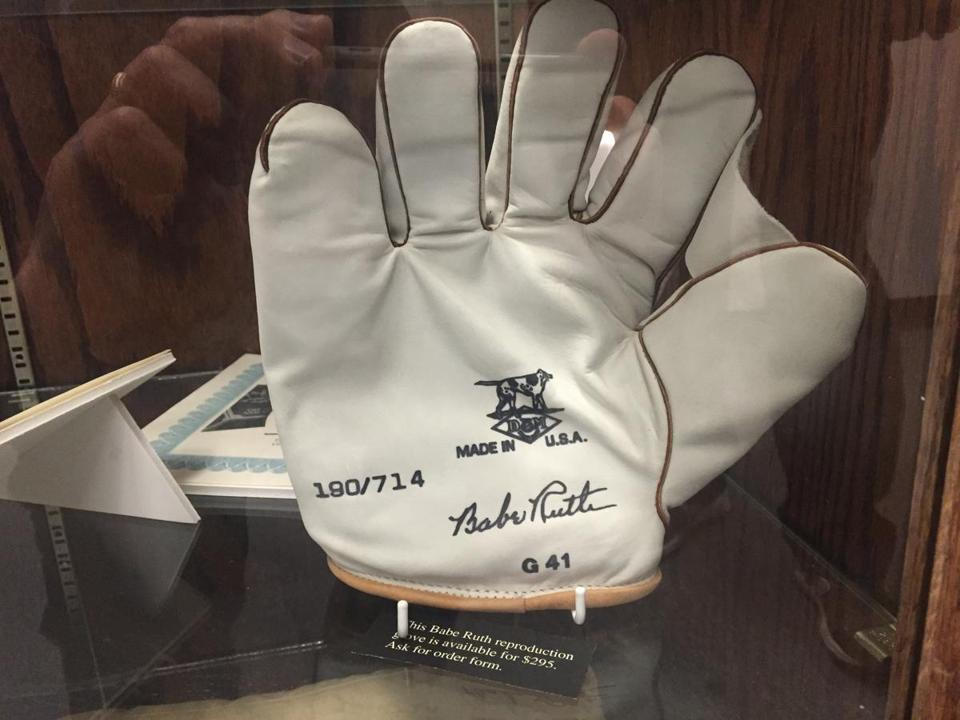 D&M
MADE IN U.S.A.
190/714
Babe Ruth
G 41
This Babe Ruth reproduction
glove is available for $295.
Ask for order form.